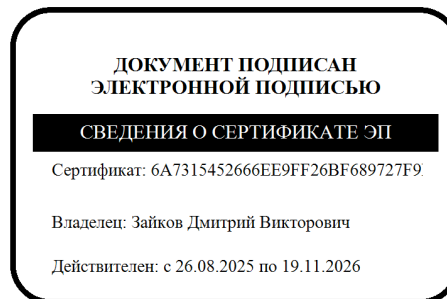 ДОКУМЕНТ ПОДПИСАН
ЭЛЕКТРОННОЙ ПОДПИСЬЮ
СВЕДЕНИЯ О СЕРТИФИКАТЕ ЭП
Сертификат: 6A7315452666EE9FF26BF689727F9
Владелец: Зайков Дмитрий Викторович
Действителен: с 26.08.2025 по 19.11.2026